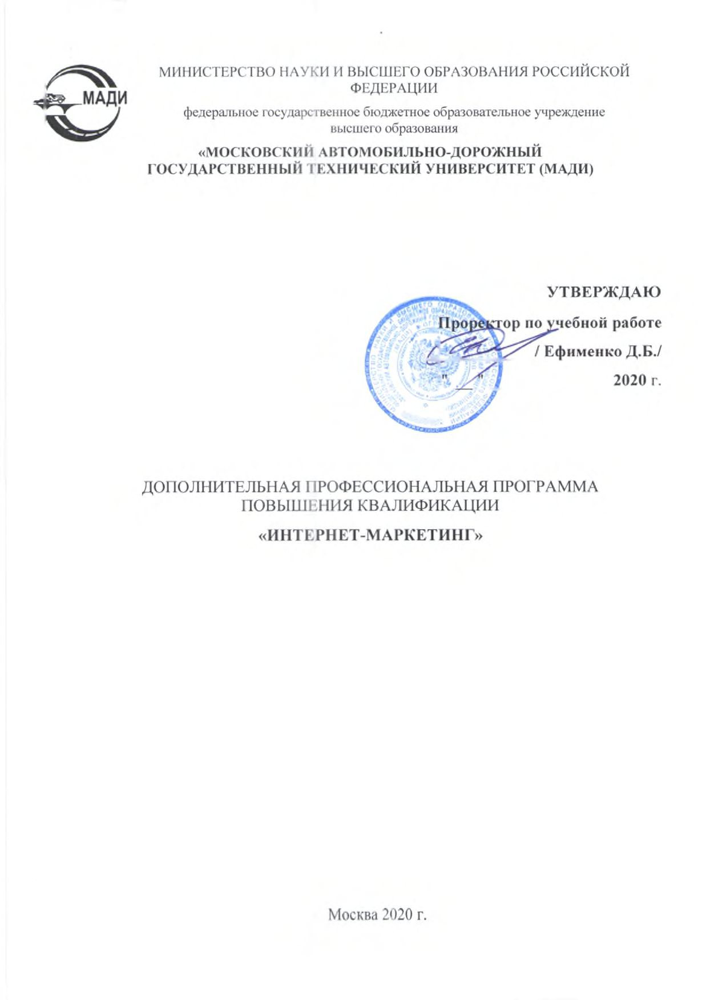 МАДИ
МИНИСТЕРСТВО НАУКИ И ВЫСШЕГО ОБРАЗОВАНИЯ РОССИЙСКОЙ
ФЕДЕРАЦИИ
федеральное государственное бюджетное образовательное учреждение
высшего образования
«МОСКОВСКИЙ АВТОМОБИЛЬНО-ДОРОЖНЫЙ
ГОСУДАРСТВЕННЫЙ ТЕХНИЧЕСКИЙ УНИВЕРСИТЕТ (МАДИ)
УТВЕРЖДАЮ
Проректор по учебной работе
/ Ефименко Д.Б./
"__" 2020 г.
ДОПОЛНИТЕЛЬНАЯ ПРОФЕССИОНАЛЬНАЯ ПРОГРАММА
ПОВЫШЕНИЯ КВАЛИФИКАЦИИ
«ИНТЕРНЕТ-МАРКЕТИНГ»
Москва 2020 г.